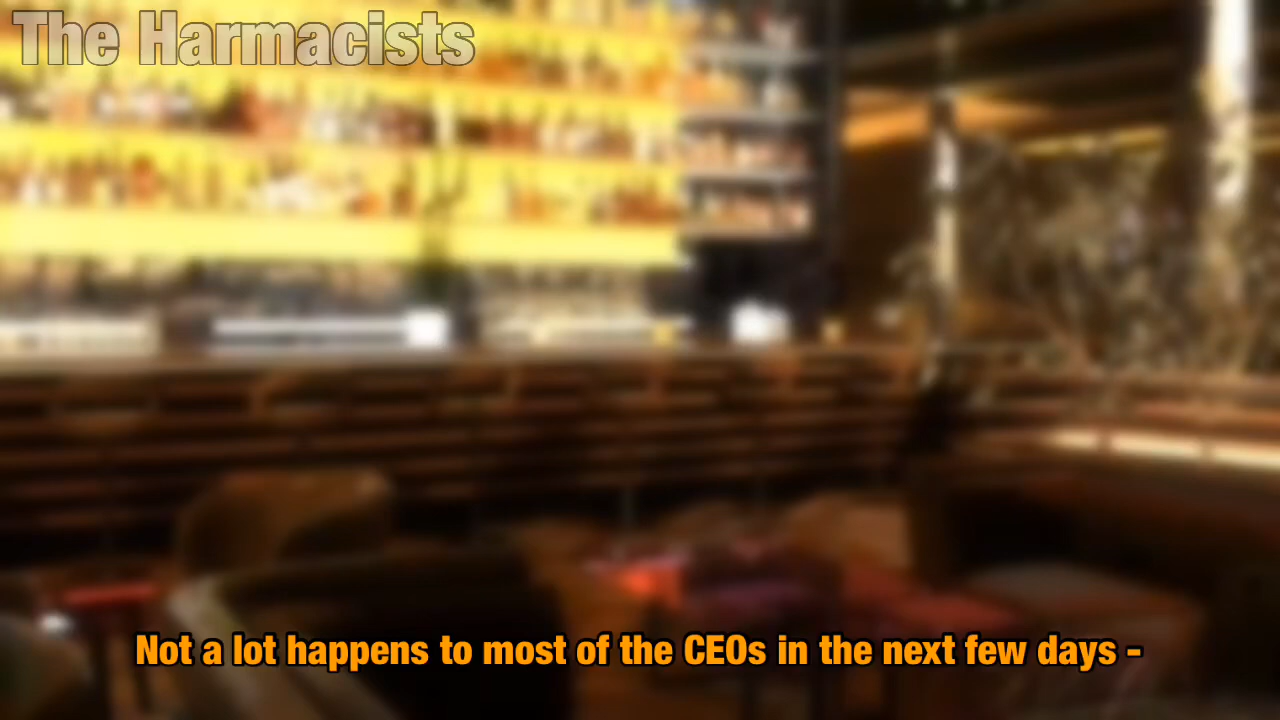 The Harmacists
Not a lot happens to most of the CEOs in the next few days -